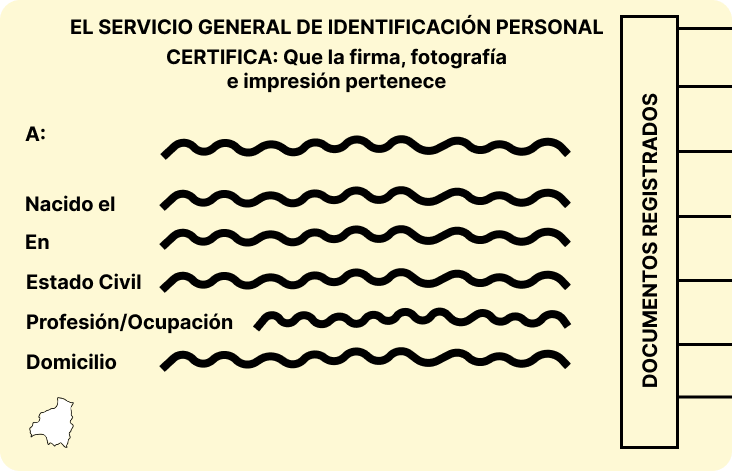 EL SERVICIO GENERAL DE IDENTIFICACIÓN PERSONAL
CERTIFICA: Que la firma, fotografía
e impresión pertenece
A:
Nacido el
En
Estado Civil
Profesión/Ocupación
Domicilio
DOCUMENTOS REGISTRADOS